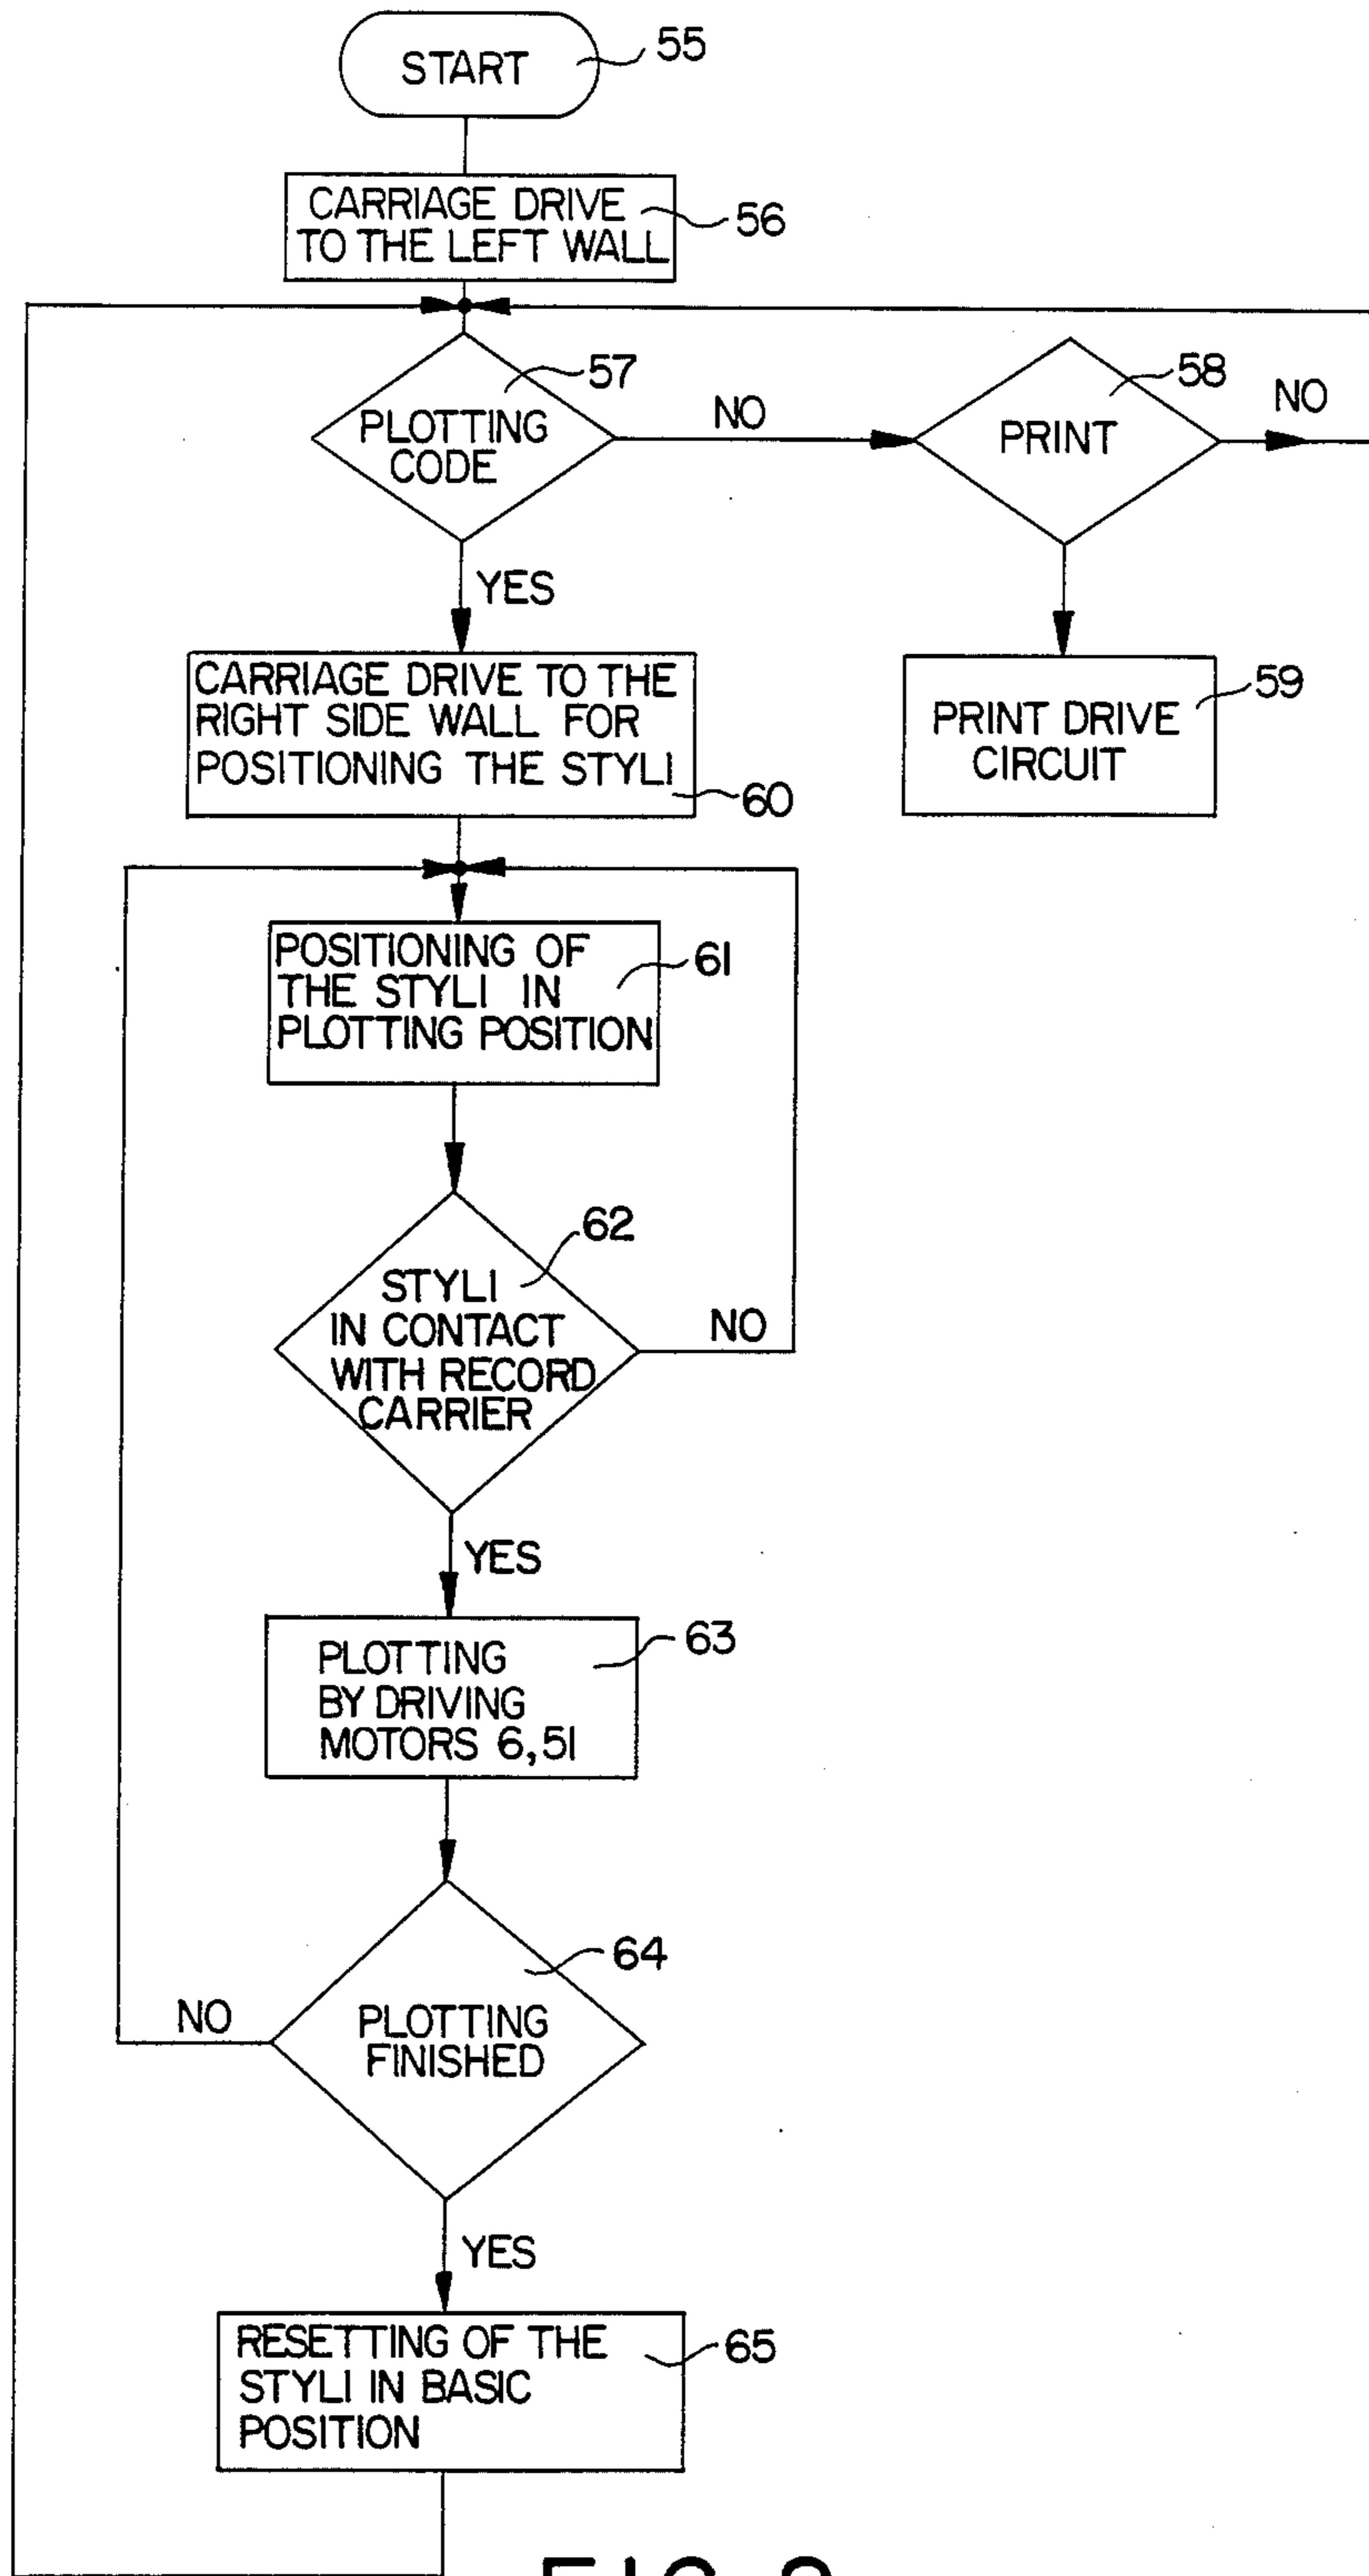 START
55
CARRIAGE DRIVE
TO THE LEFT WALL
56
PLOTTING
CODE
57
NO
PRINT
58
NO
YES
PRINT DRIVE
CIRCUIT
59
CARRIAGE DRIVE TO THE
RIGHT SIDE WALL FOR
POSITIONING THE STYLI
60
POSITIONING OF
THE STYLI IN
PLOTTING POSITION
61
STYLI
IN CONTACT
WITH RECORD
CARRIER
62
NO
YES
PLOTTING
BY DRIVING
MOTORS 6,51
63
PLOTTING
FINISHED
64
NO
YES
RESETTING OF THE
STYLI IN BASIC
POSITION
65